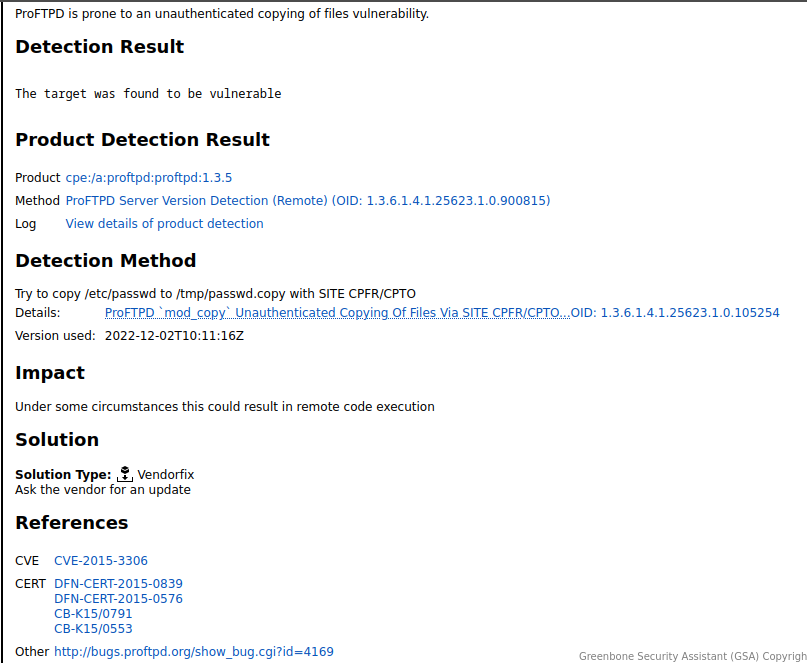 ProFTPD is prone to an unauthenticated copying of files vulnerability.
Detection Result
The target was found to be vulnerable
Product Detection Result
Product cpe:/a:proftpd:proftpd:1.3.5
Method ProFTPD Server Version Detection (Remote) (OID: 1.3.6.1.4.1.25623.1.0.900815)
Log View details of product detection
Detection Method
Try to copy /etc/passwd to /tmp/passwd.copy with SITE CPFR/CPTO
Details: ProFTPD `mod_copy` Unauthenticated Copying Of Files Via SITE CPFR/CPTO...OID: 1.3.6.1.4.1.25623.1.0.105254
Version used: 2022-12-02T10:11:16Z
Impact
Under some circumstances this could result in remote code execution
Solution
Solution Type: Vendorfix
Ask the vendor for an update
References
CVE CVE-2015-3306
CERT DFN-CERT-2015-0839
DFN-CERT-2015-0576
CB-K15/0791
CB-K15/0553
Other http://bugs.proftpd.org/show_bug.cgi?id=4169
Greenbone Security Assistant (GSA) Copyrigh